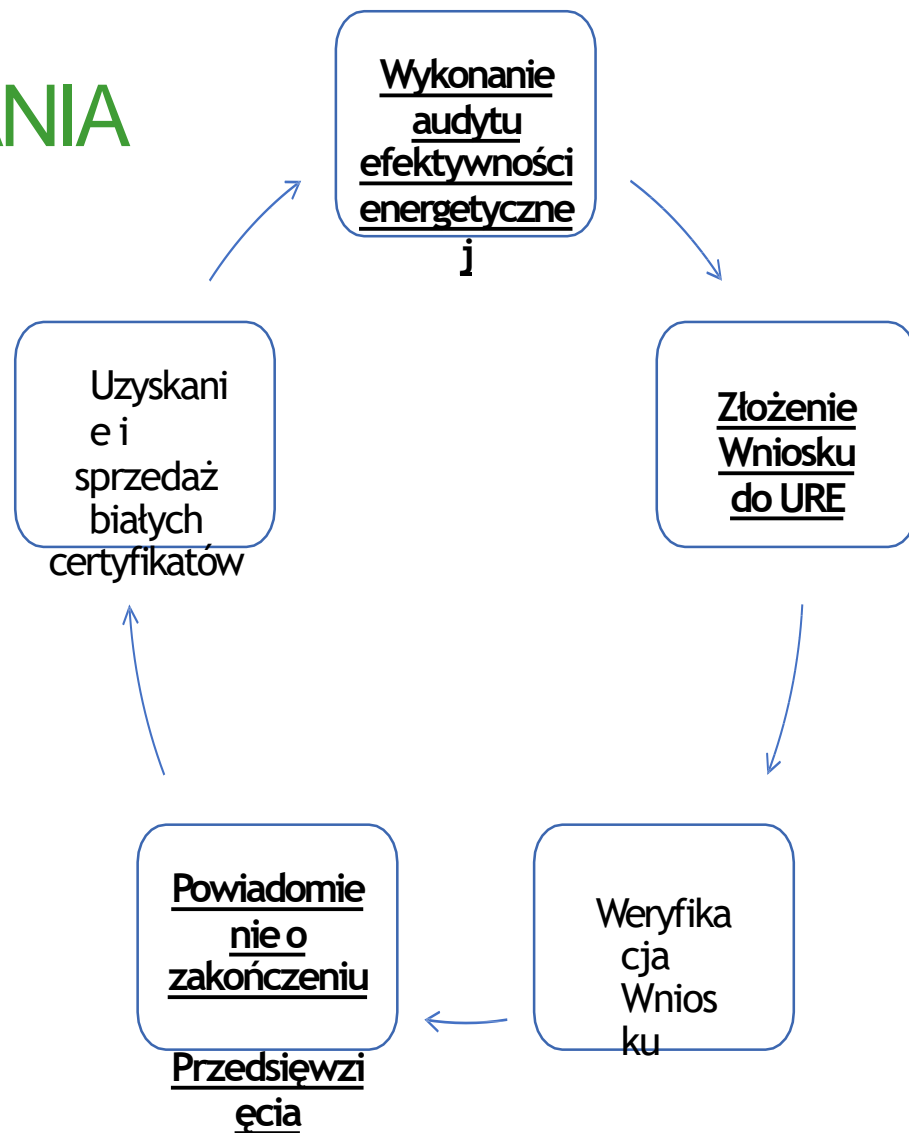 ANIA
Wykonanie
audytu
efektywności
energetyczne
j
Złożenie
Wniosku
do URE
Weryfika
cja
Wnios
ku
Powiadomie
nie o
zakończeniu
Przedsięwzi
ęcia
Uzyskani
e i
sprzedaż
białych
certyfikatów